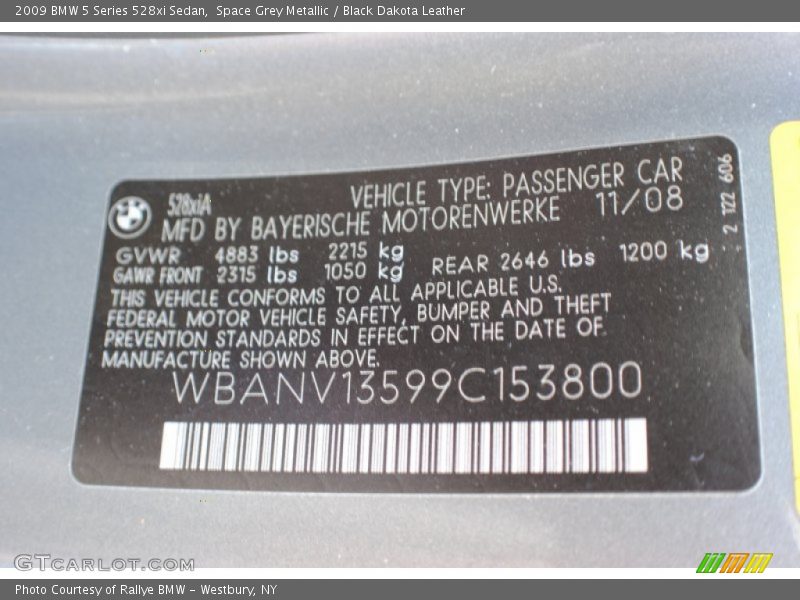 2009 BMW 5 Series 528xi Sedan, Space Grey Metallic / Black Dakota Leather
528xiA
VEHICLE TYPE: PASSENGER CAR
MFD BY BAYERISCHE MOTORENWERKE 11/08
GVWR 4883 lbs 2215 kg
GAWR FRONT 2315 lbs 1050 kg REAR 2646 lbs 1200 kg
THIS VEHICLE CONFORMS TO ALL APPLICABLE U.S.
FEDERAL MOTOR VEHICLE SAFETY, BUMPER AND THEFT
PREVENTION STANDARDS IN EFFECT ON THE DATE OF
MANUFACTURE SHOWN ABOVE.
WBANV13599C153800
2 122 606
GTCARLOT.COM
Photo Courtesy of Rallye BMW - Westbury, NY